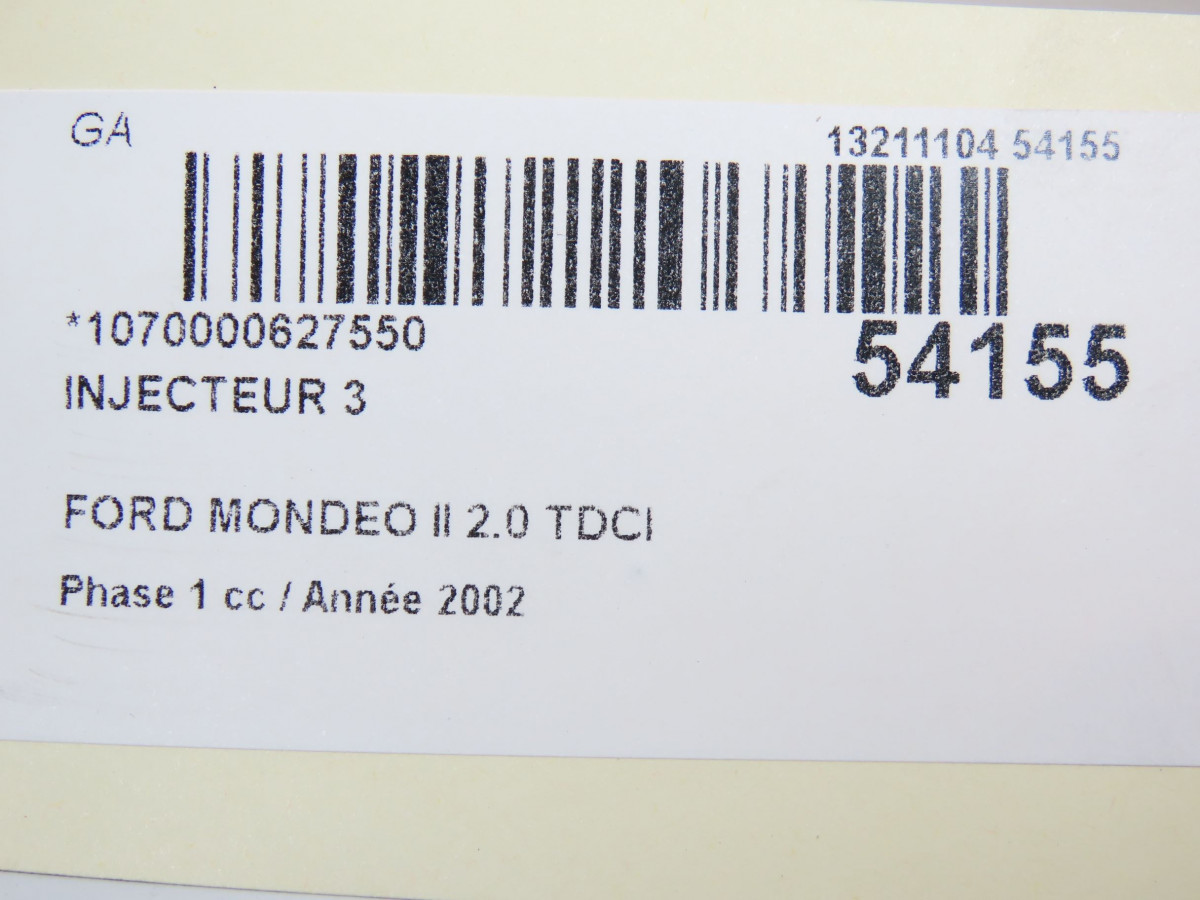 GA
13211104 54155
*1070000627550
54155
INJECTEUR 3
FORD MONDEO II 2.0 TDCI
Phase 1 cc / Année 2002